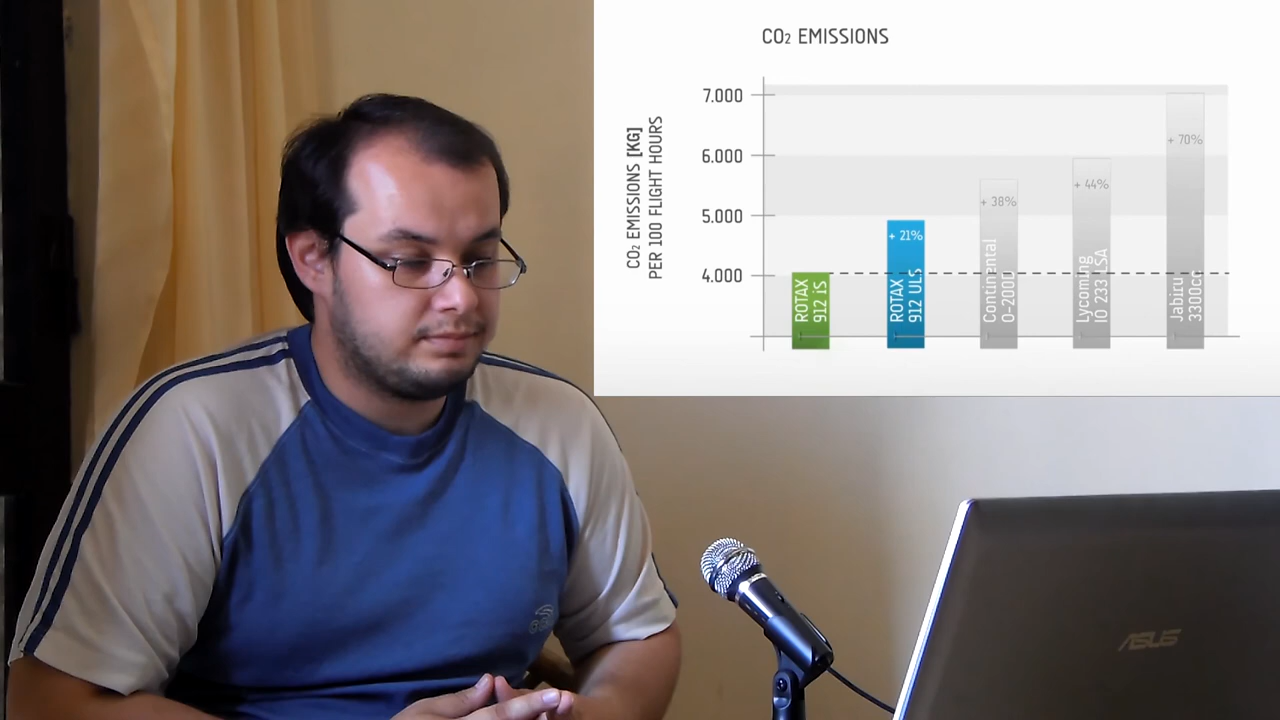 CO2 EMISSIONS
CO2 EMISSIONS [KG]
PER 100 FLIGHT HOURS
7.000
6.000
5.000
4.000
+ 21%
+ 38%
+ 44%
+ 70%
ROTAX
912 iS
ROTAX
912 ULS
Continental
O-200D
Lycoming
IO 233 LSA
Jabiru
3300cc
ASUS